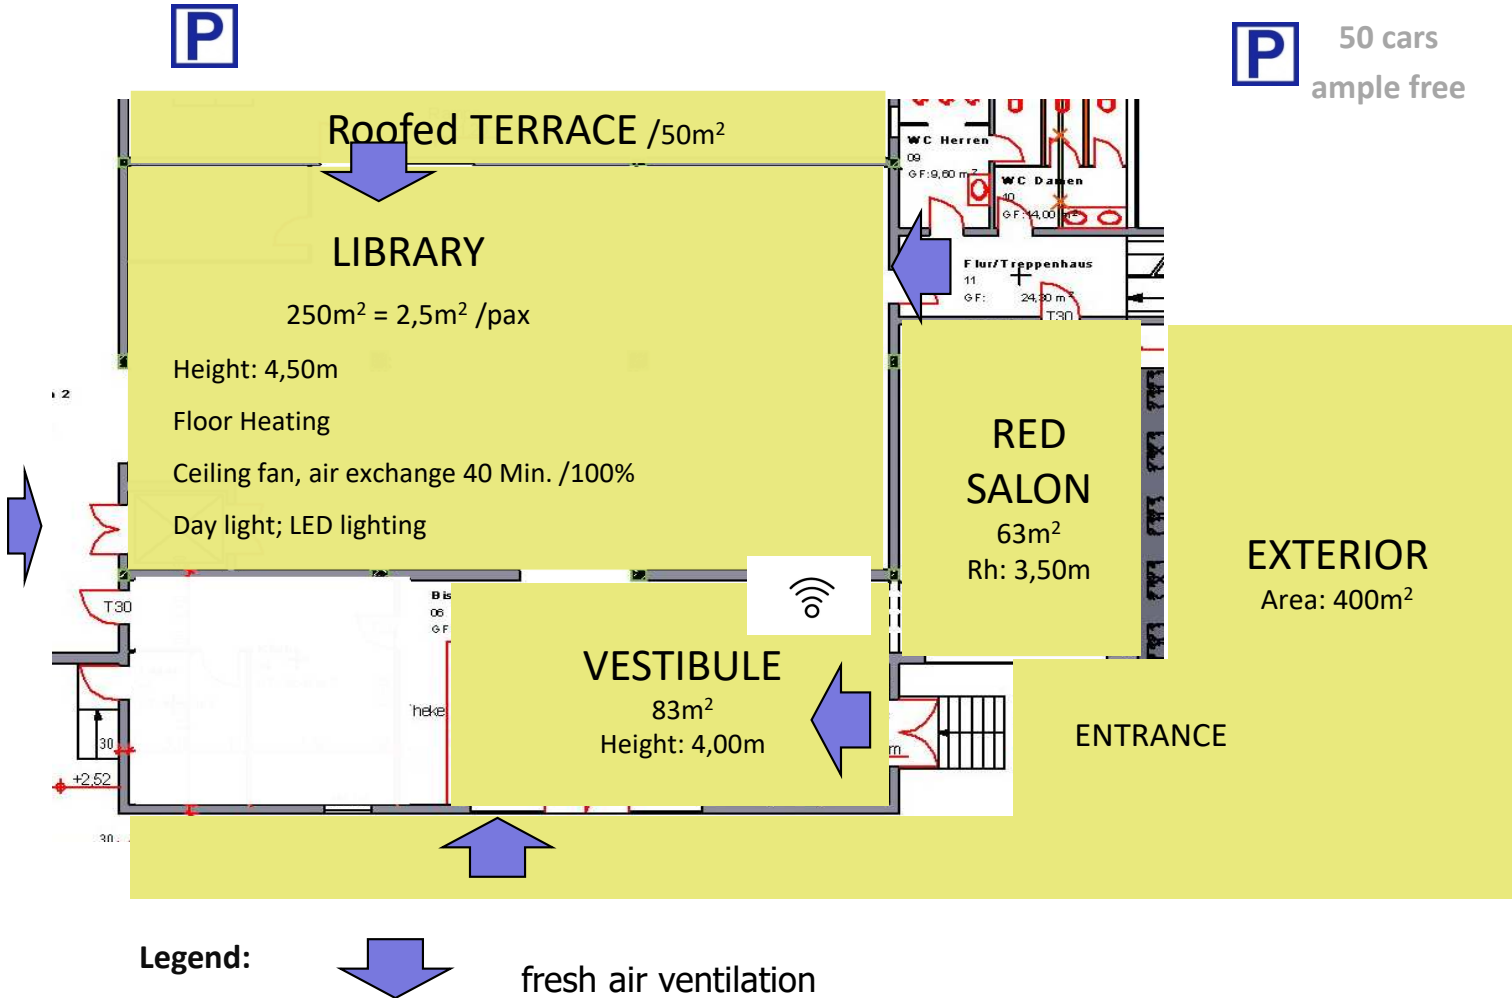 P
P
50 cars
ample free
Roofed TERRACE /50m²
WC Herren
09
GF:9,60 m²
WC Damen
10
GF:14,00 m²
LIBRARY
250m² = 2,5m² /pax
Height: 4,50m
Floor Heating
Ceiling fan, air exchange 40 Min. /100%
Day light; LED lighting
Flur/Treppenhaus
11
GF: 24,30 m²
T30
2
RED
SALON
63m²
Rh: 3,50m
EXTERIOR
Area: 400m²
T30
Bis
06
GF
VESTIBULE
83m²
Height: 4,00m
heke
ENTRANCE
30
m
+2,52
30
Legend:
fresh air ventilation